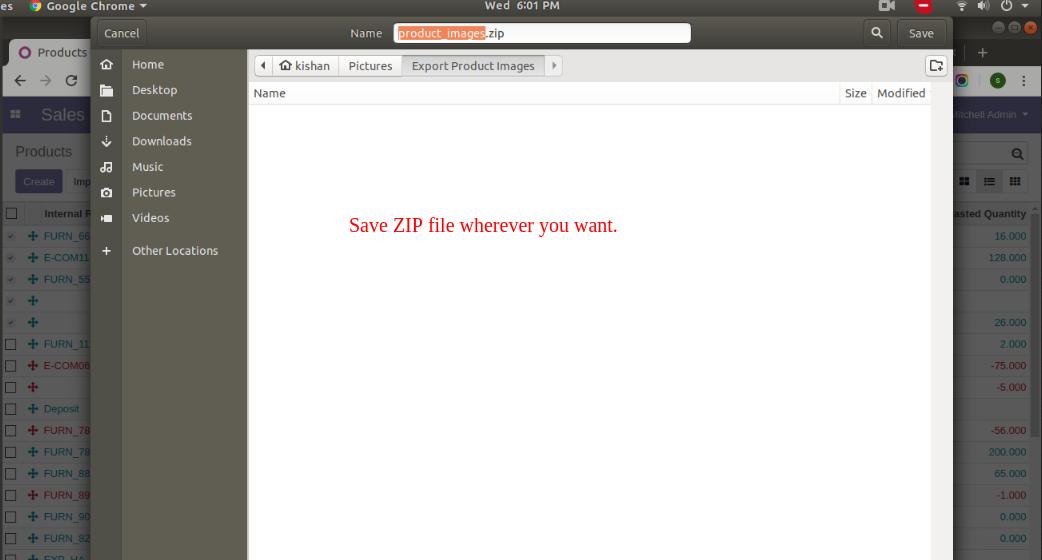 es Google Chrome Wed 6:01 PM
Cancel Name product_images.zip Save
Products
Home kishan Pictures Export Product Images
Desktop Name Size Modified
Documents
Sales Mitchell Admin
Downloads
Products
Music
Create Imp
Pictures
Videos
Internal R asted Quantity
Save ZIP file wherever you want.
FURN_66 16.000
Other Locations
E-COM11 128.000
FURN_55 0.000
26.000
FURN_11 2.000
E-COM06 -75.000
-5.000
Deposit
FURN_78 -56.000
FURN_78 200.000
FURN_88 65.000
FURN_89 -1.000
FURN_90 0.000
FURN_82 0.000
EXP_HA